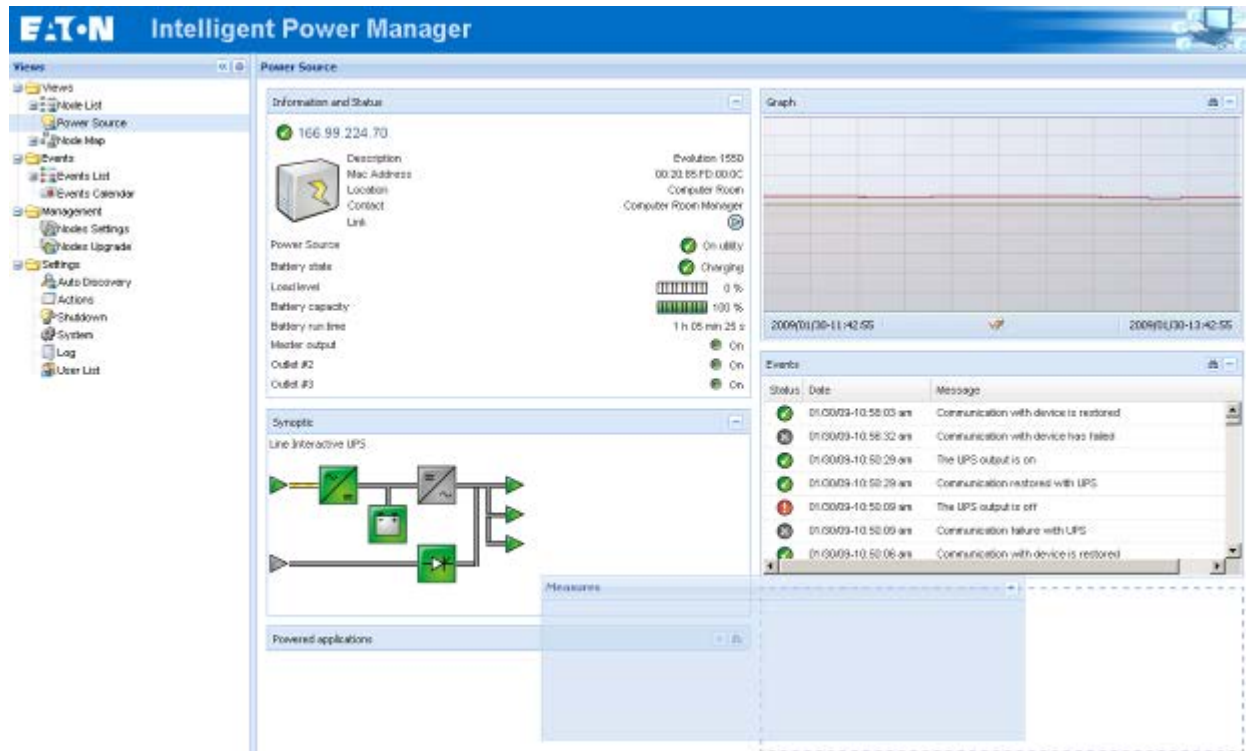 EATON Intelligent Power Manager
Views
Views
Node List
Power Source
Node Map
Events
Events List
Events Calendar
Management
Nodes Settings
Nodes Upgrade
Settings
Auto Discovery
Actions
Shutdown
System
Log
User List
Power Source
Information and Status
166.99.224.70
Description Evolution 1550
Mac Address 00:20:85:FD:00:0C
Location Computer Room
Contact Computer Room Manager
Link
Power Source On utility
Battery state Charging
Load level 0 %
Battery capacity 100 %
Battery run time 1 h 05 min 25 s
Master output On
Outlet #2 On
Outlet #3 On
Synoptic
Line Interactive UPS
Powered applications
Measures
Graph
2009/01/30-11:42:55 2009/01/30-13:42:55
Events
Status Date Message
01/30/09-10:58:03 am Communication with device is restored
01/30/09-10:56:32 am Communication with device has failed
01/30/09-10:50:29 am The UPS output is on
01/30/09-10:50:29 am Communication restored with UPS
01/30/09-10:50:09 am The UPS output is off
01/30/09-10:50:09 am Communication failure with UPS
01/30/09-10:50:06 am Communication with device is restored